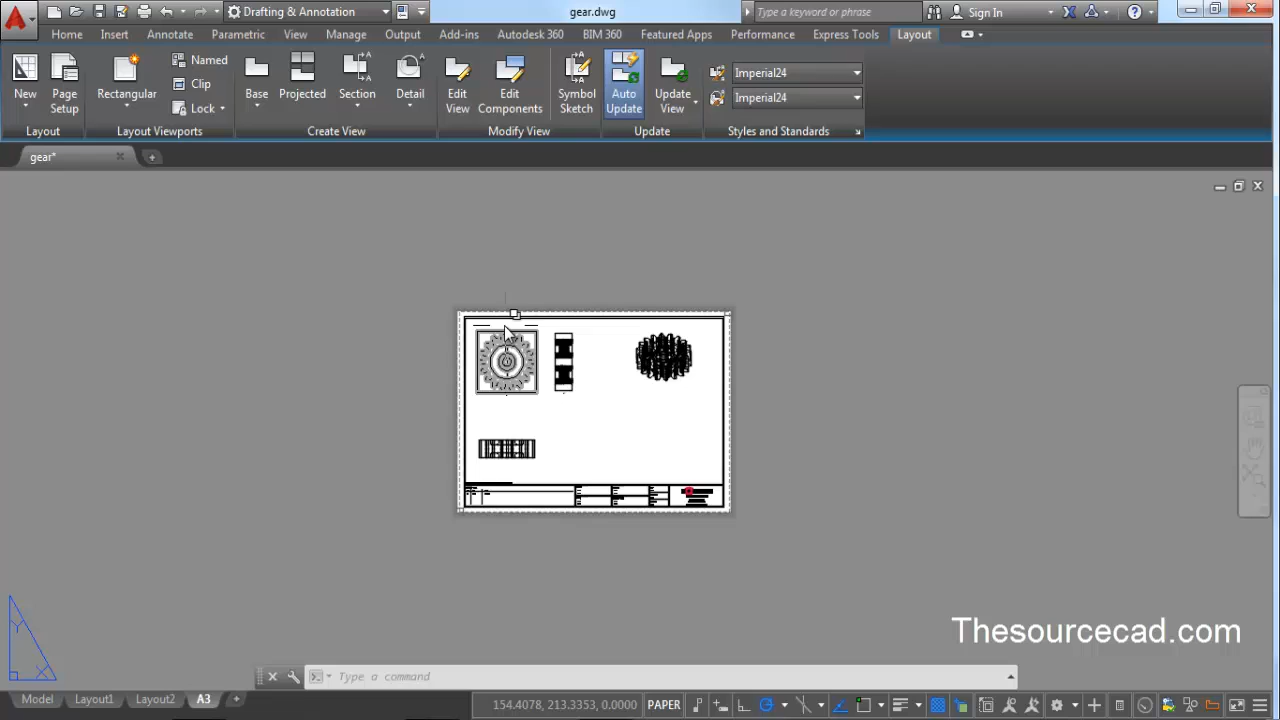 Drafting & Annotation
gear.dwg
Type a keyword or phrase
Sign In
Home Insert Annotate Parametric View Manage Output Add-ins Autodesk 360 BIM 360 Featured Apps Performance Express Tools Layout
New
Page Setup
Rectangular
Named
Clip
Lock
Base
Projected
Section
Detail
Edit View
Edit Components
Symbol Sketch
Auto Update
Update View
Imperial24
Imperial24
Layout Layout Viewports Create View Modify View Update Styles and Standards
gear*
Thesourcecad.com
Y
X
Type a command
Model Layout1 Layout2 A3 +
154.4078, 213.3353, 0.0000 PAPER